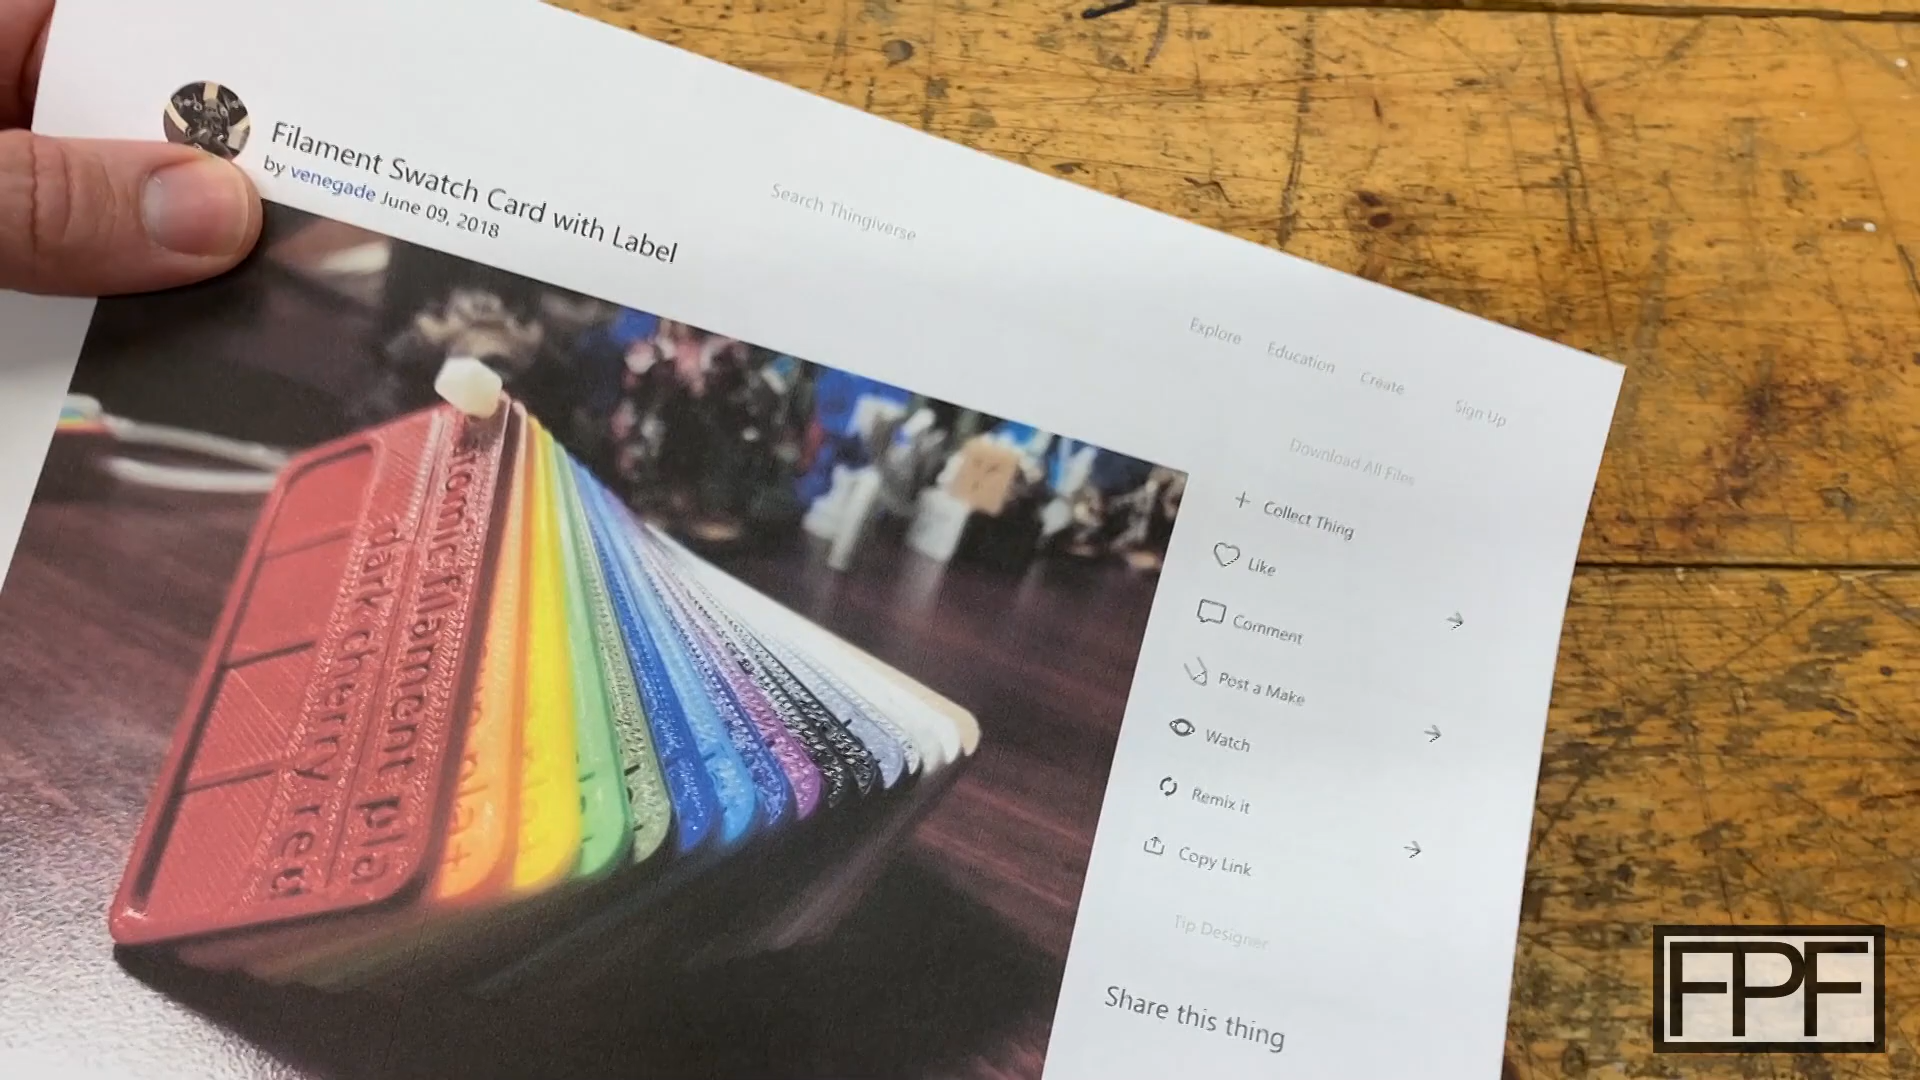 Filament Swatch Card with Label
by venegade June 09, 2018
Search Thingiverse
Explore
Education
Create
Sign Up
Download All Files
Collect Thing
Like
Comment
Post a Make
Watch
Remix it
Copy Link
Tip Designer
Share this thing
atomic filament pla
dark cherry red
FPF